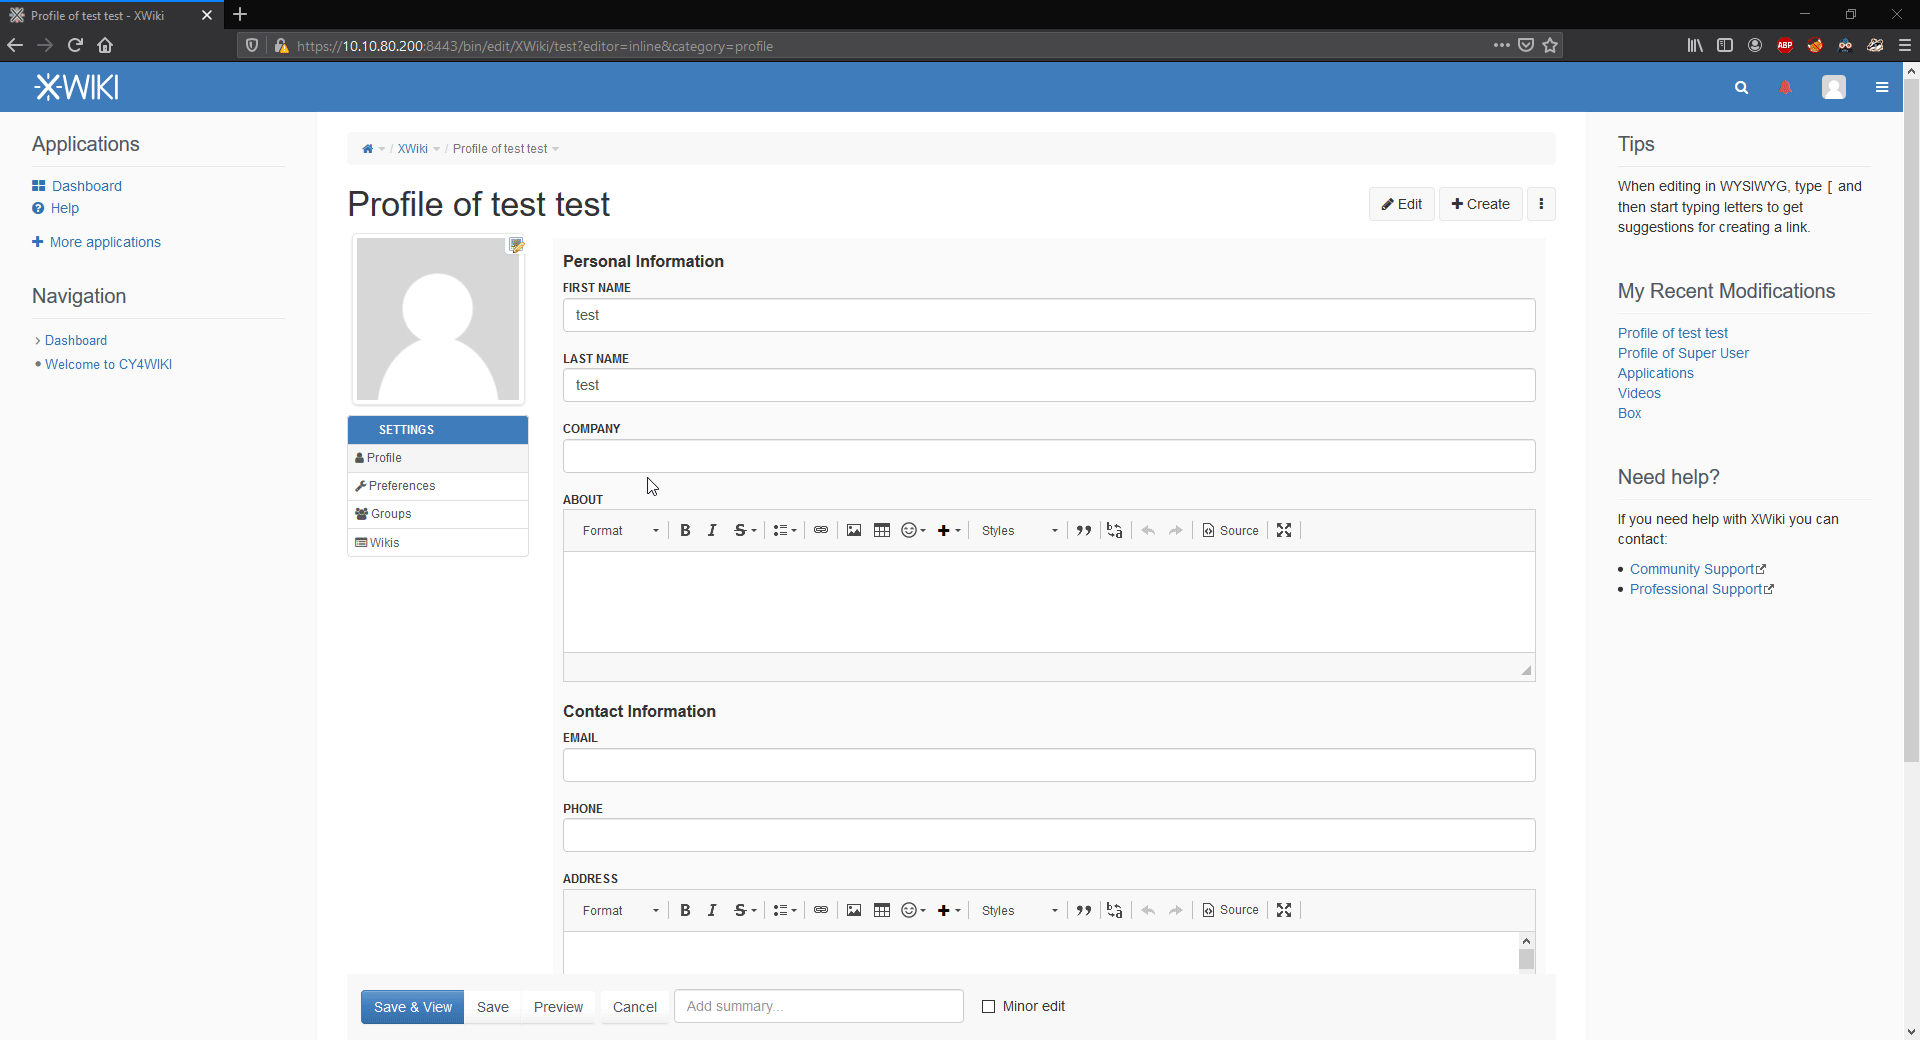 Profile of test test - XWiki
https://10.10.80.200:8443/bin/edit/XWiki/test?editor=inline&category=profile
ABP
XWIKI
Applications
Dashboard
Help
More applications
Navigation
Dashboard
Welcome to CY4WIKI
/ XWiki / Profile of test test
Profile of test test
Edit
Create
SETTINGS
Profile
Preferences
Groups
Wikis
Personal Information
FIRST NAME
test
LAST NAME
test
COMPANY
ABOUT
Format B I S Styles Source
Contact Information
EMAIL
PHONE
ADDRESS
Format B I S Styles Source
Save & View Save Preview Cancel Add summary... Minor edit
Tips
When editing in WYSIWYG, type [ and
then start typing letters to get
suggestions for creating a link.
My Recent Modifications
Profile of test test
Profile of Super User
Applications
Videos
Box
Need help?
If you need help with XWiki you can
contact:
Community Support
Professional Support